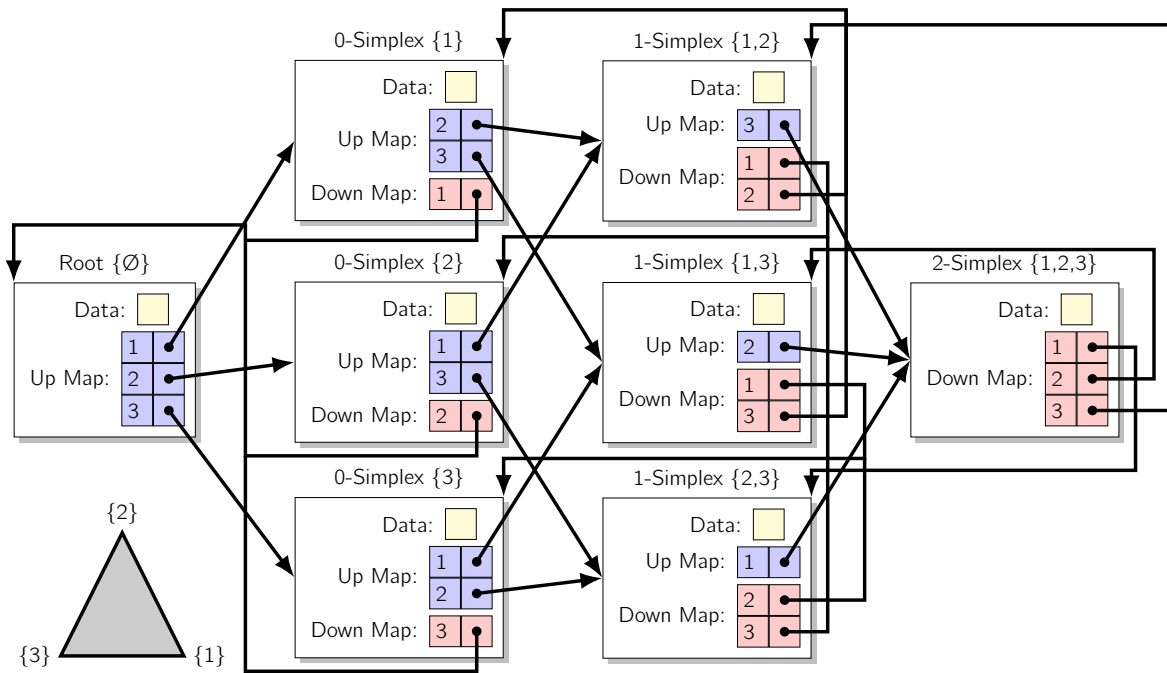 0-Simplex {1}
Data:
Up Map:
2
3
Down Map:
1
1-Simplex {1,2}
Data:
Up Map:
3
Down Map:
1
2
Root {Ø}
Data:
Up Map:
1
2
3
0-Simplex {2}
Data:
Up Map:
1
3
Down Map:
2
1-Simplex {1,3}
Data:
Up Map:
2
Down Map:
1
3
2-Simplex {1,2,3}
Data:
Down Map:
1
2
3
0-Simplex {3}
Data:
Up Map:
1
2
Down Map:
3
1-Simplex {2,3}
Data:
Up Map:
1
Down Map:
2
3
{2}
{3}
{1}